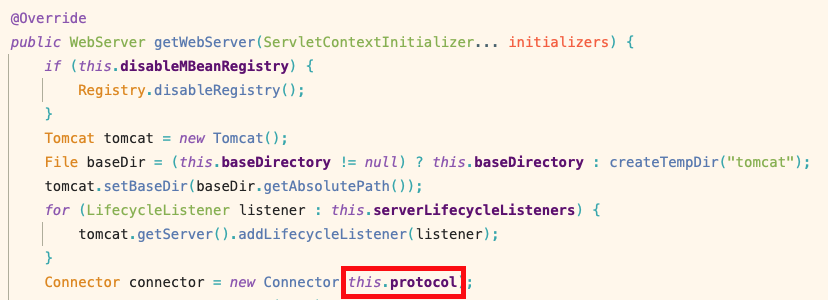 @Override
public WebServer getWebServer(ServletContextInitializer... initializers) {
if (this.disableMBeanRegistry) {
Registry.disableRegistry();
}
Tomcat tomcat = new Tomcat();
File baseDir = (this.baseDirectory != null) ? this.baseDirectory : createTempDir("tomcat");
tomcat.setBaseDir(baseDir.getAbsolutePath());
for (LifecycleListener listener : this.serverLifecycleListeners) {
tomcat.getServer().addLifecycleListener(listener);
}
Connector connector = new Connector(this.protocol);